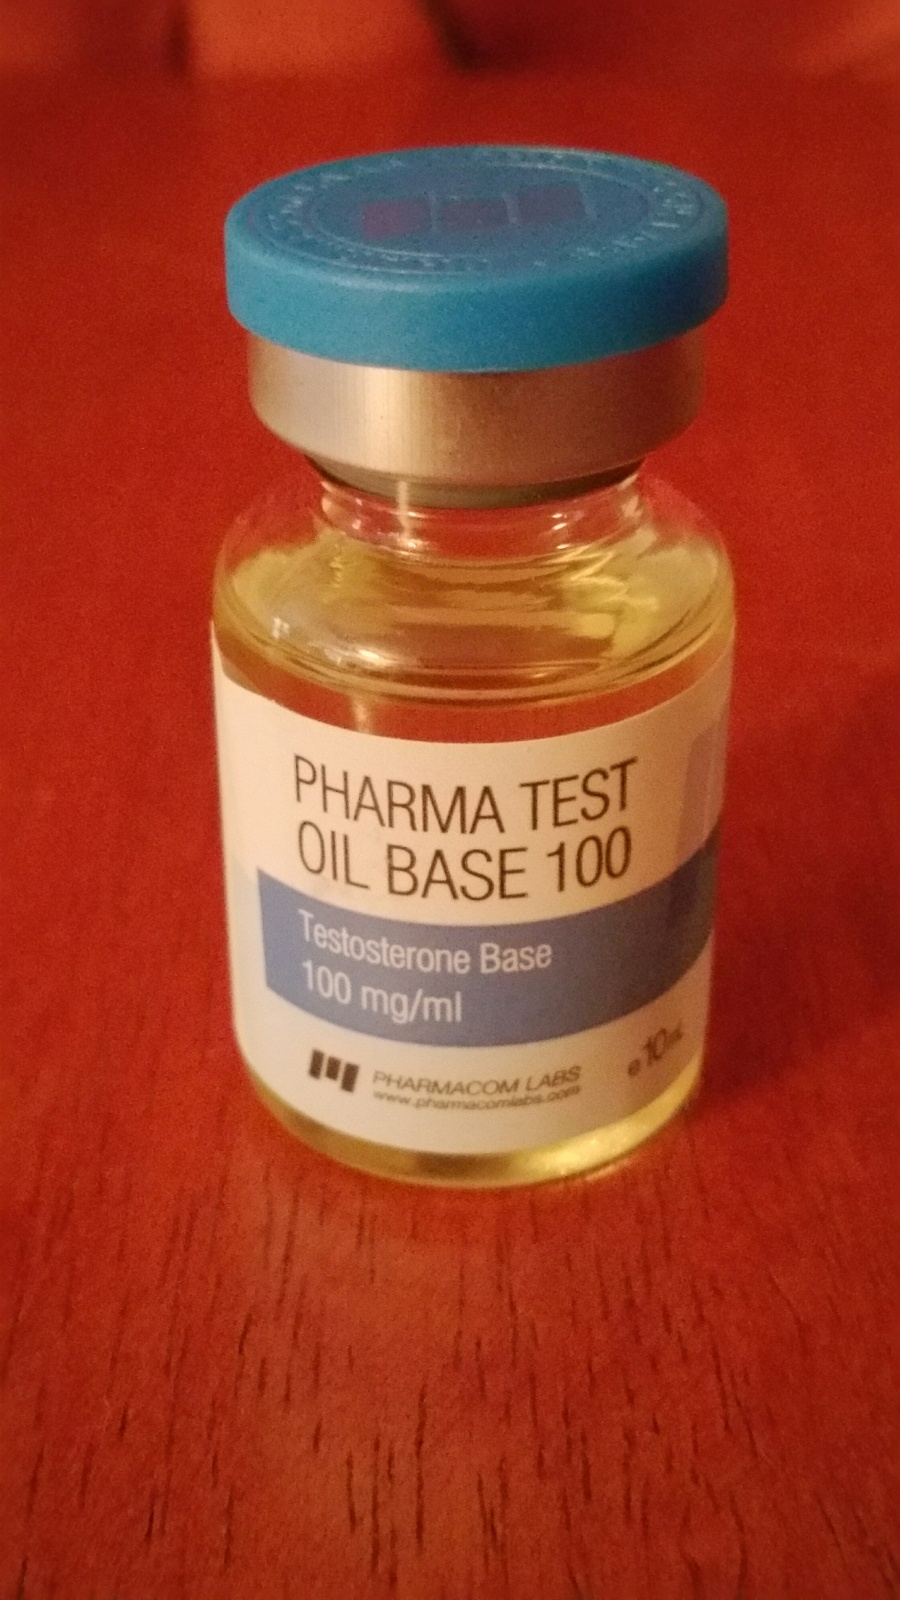 PHARMA TEST
OIL BASE 100
Testosterone Base
100 mg/ml
PHARMACOM LABS
www.pharmacomlabs.com
e 10mL